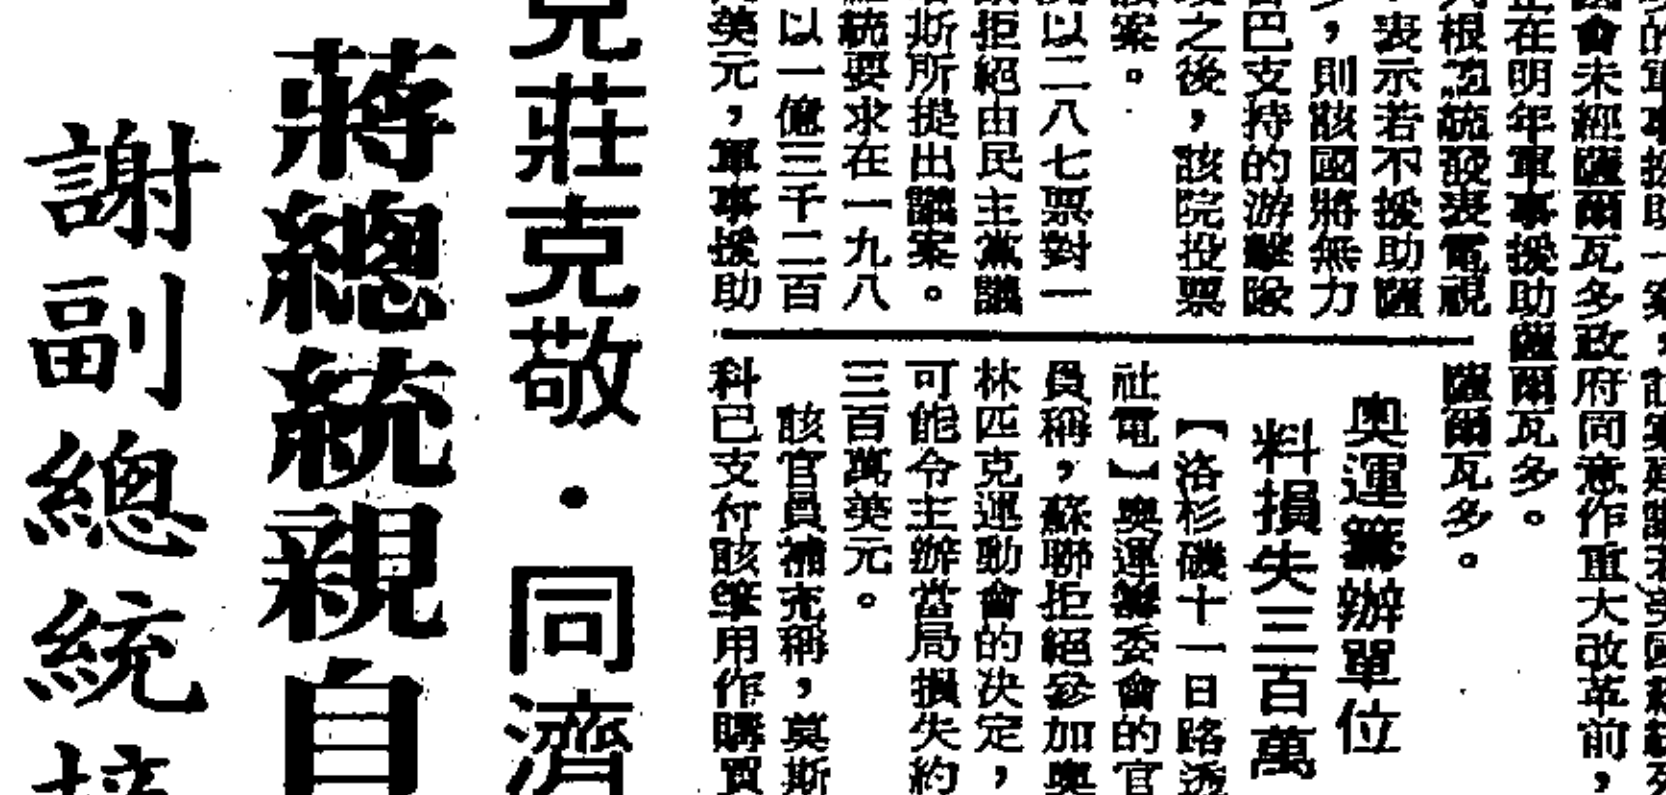 國會未經薩爾瓦多政府同意作重大改革前，
正在明年軍事援助薩爾瓦多。
根總統發表電視
表示若不援助薩
，則該國將無力
巴支持的游擊隊
之後，該院投票
案。
以二八七票對一
拒絕由民主黨議
斯所提出議案。
統要求在一九八
以一億三千二百
美元，軍事援助
薩爾瓦多。
奧運籌辦單位
料損失三百萬
【洛杉磯十一日路透
社電】奧運籌委會的官
員稱，蘇聯拒絕參加奧
林匹克運動會的決定，
可能令主辦當局損失約
三百萬美元。
該官員補充稱，莫斯
科已支付該筆用作購買
克莊克敬·同濟
蔣總統親自
謝副總統接